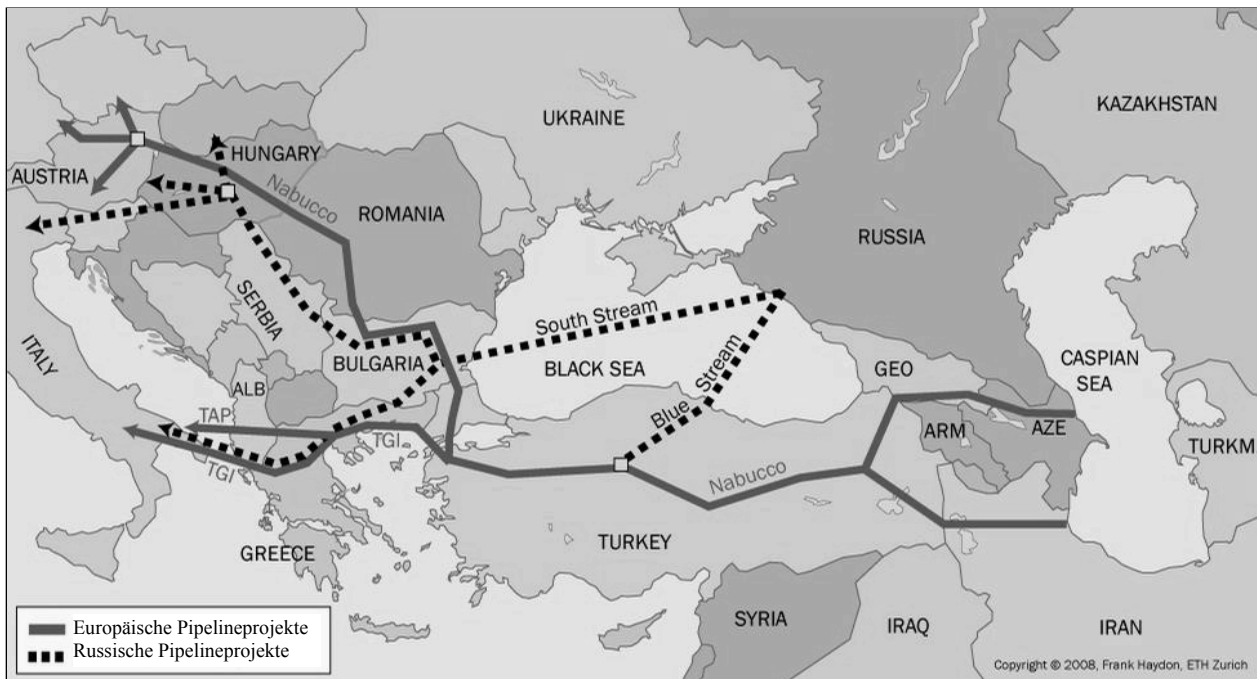 UKRAINE
KAZAKHSTAN
HUNGARY
AUSTRIA
Nabucco
ROMANIA
RUSSIA
SERBIA
South Stream
ITALY
BULGARIA
BLACK SEA
Blue Stream
GEO
CASPIAN
SEA
ALB
TAP
TGI
ARM
AZE
TURKM
TGI
Nabucco
GREECE
TURKEY
SYRIA
IRAQ
IRAN
Europäische Pipelineprojekte
Russische Pipelineprojekte
Copyright © 2008, Frank Haydon, ETH Zurich